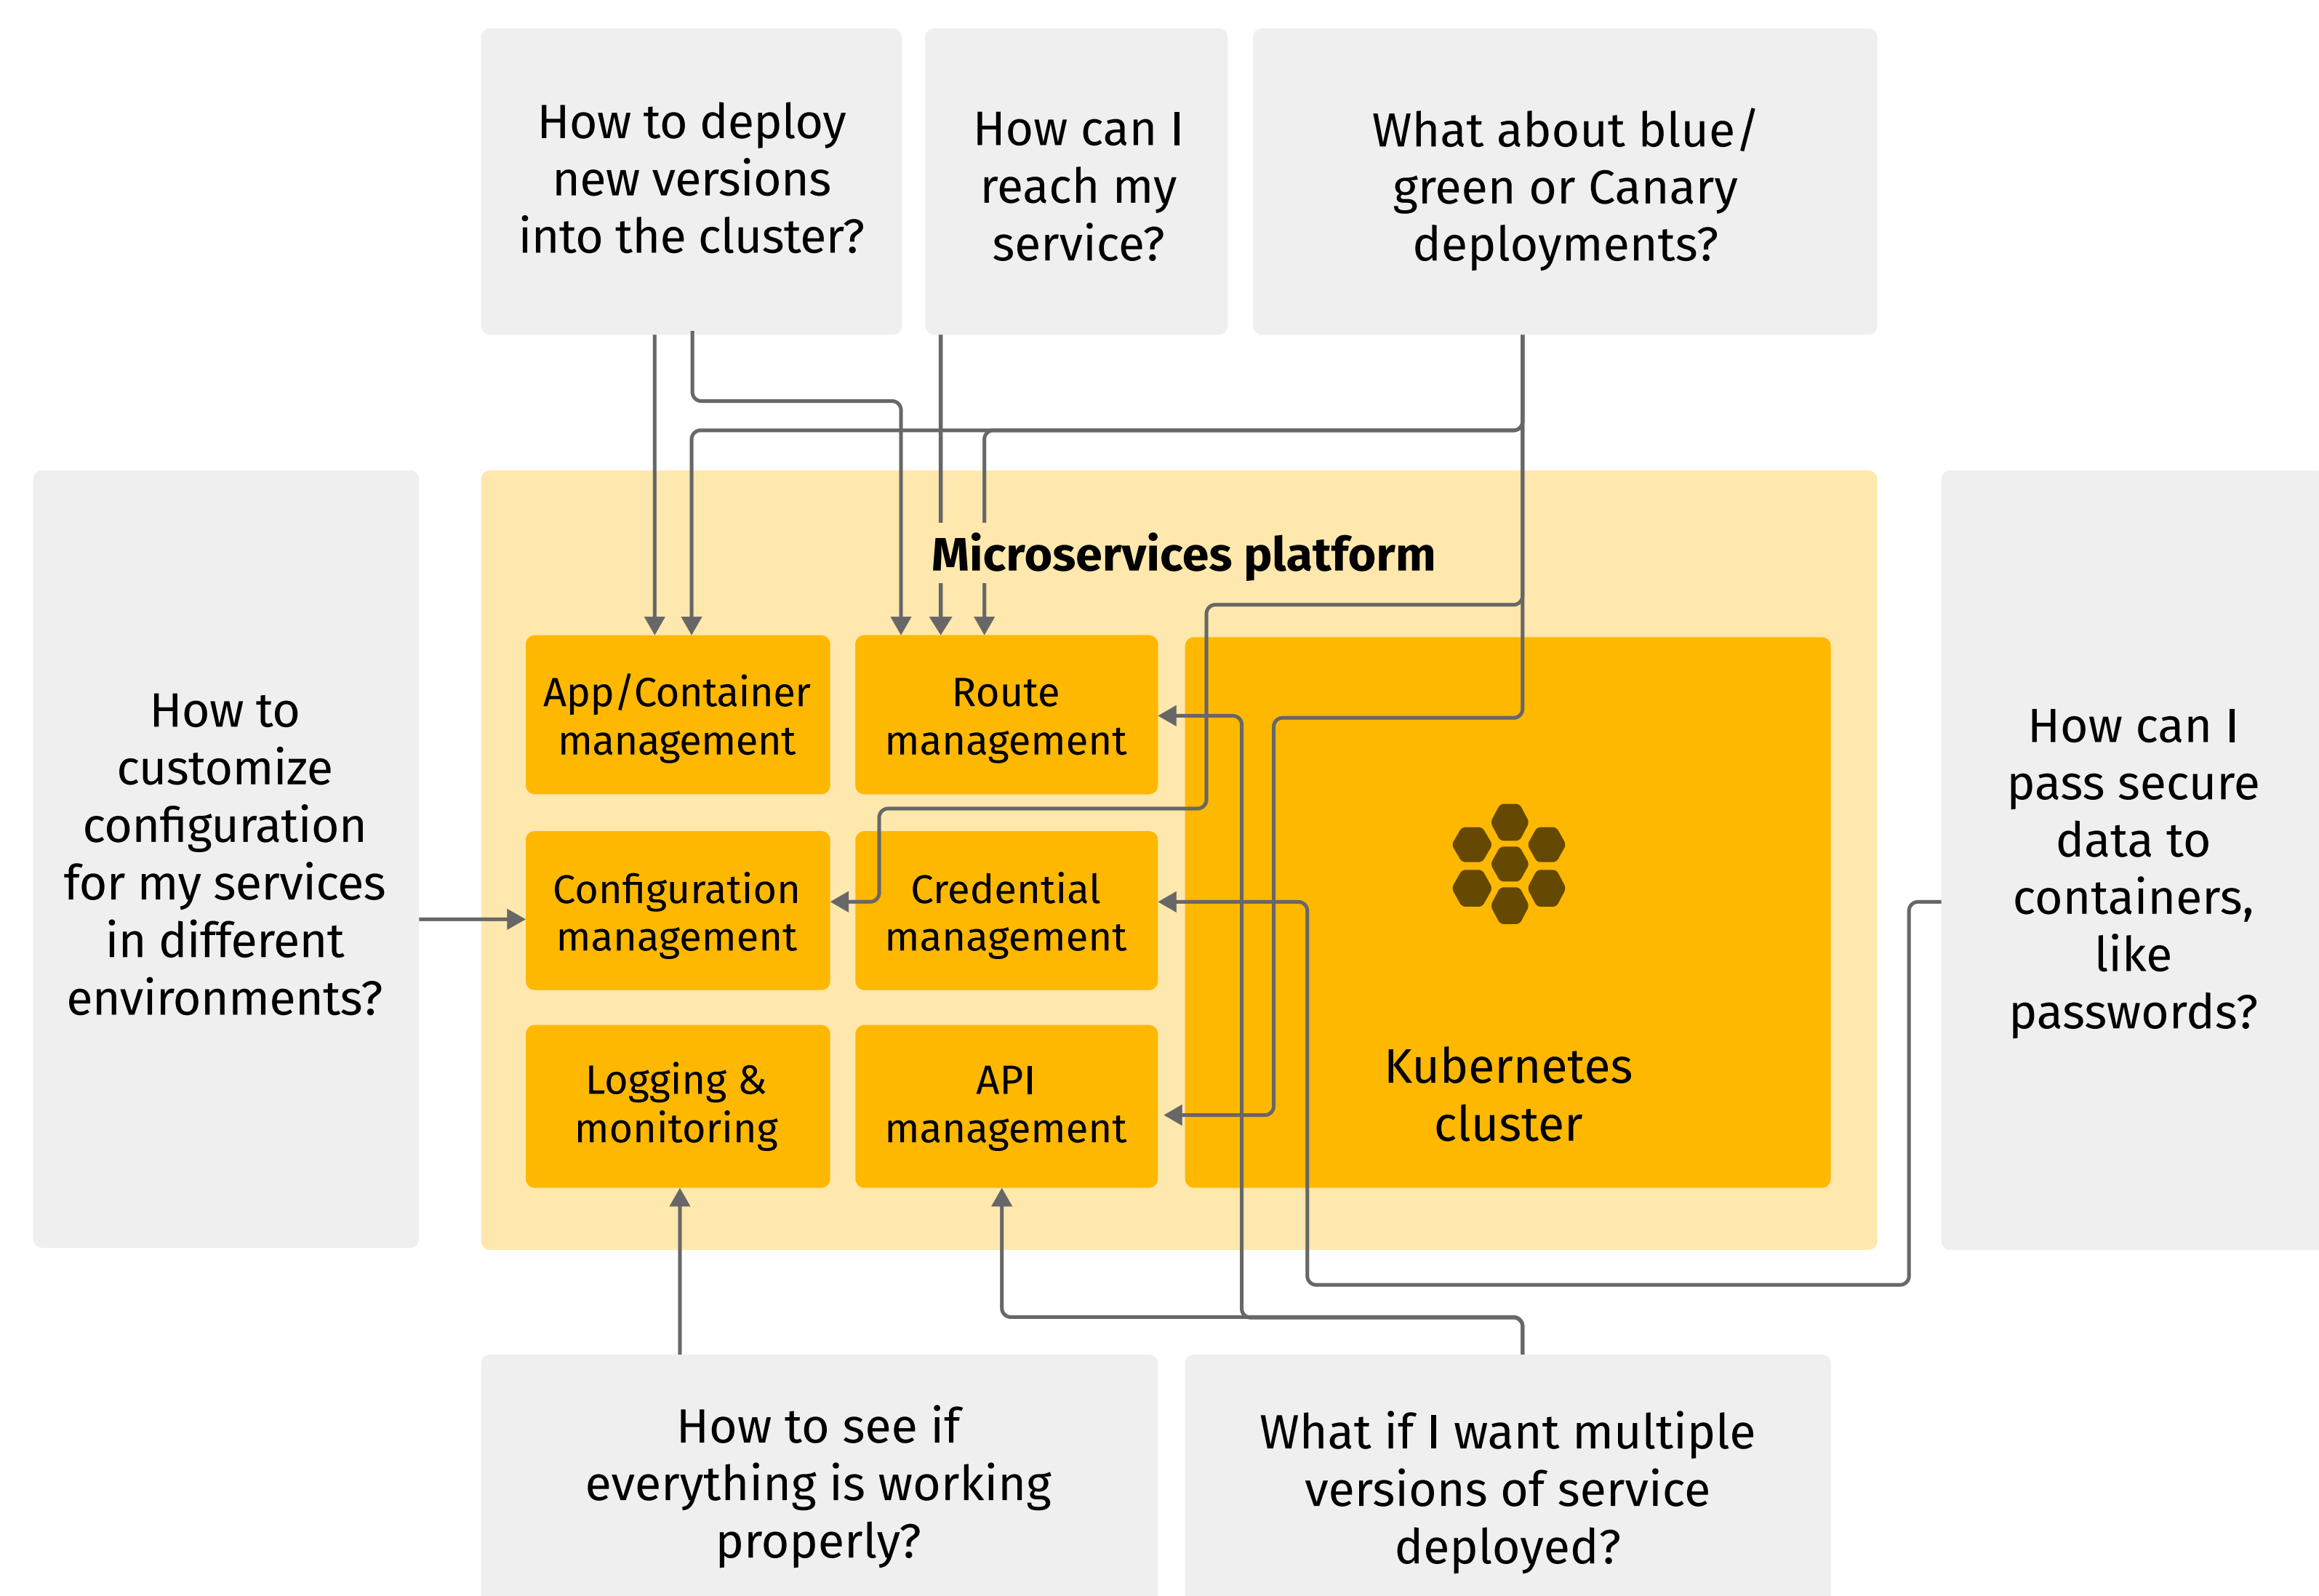 How to deploy
new versions
into the cluster?
How can I
reach my
service?
What about blue/
green or Canary
deployments?
How to
customize
configuration
for my services
in different
environments?
Microservices platform
App/Container
management
Route
management
Configuration
management
Credential
management
Logging &
monitoring
API
management
Kubernetes
cluster
How can I
pass secure
data to
containers,
like
passwords?
How to see if
everything is working
properly?
What if I want multiple
versions of service
deployed?